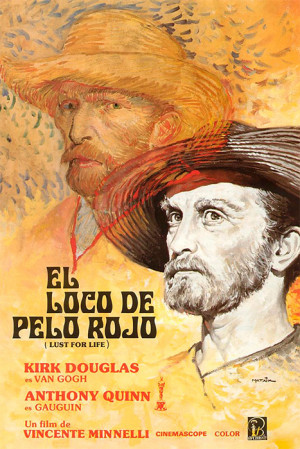 EL
LOCO DE
PELO ROJO
( LUST FOR LIFE )
KIRK DOUGLAS
es VAN GOGH
ANTHONY QUINN
es GAUGUIN
Un film de
VINCENTE MINNELLI
CINEMASCOPE COLOR